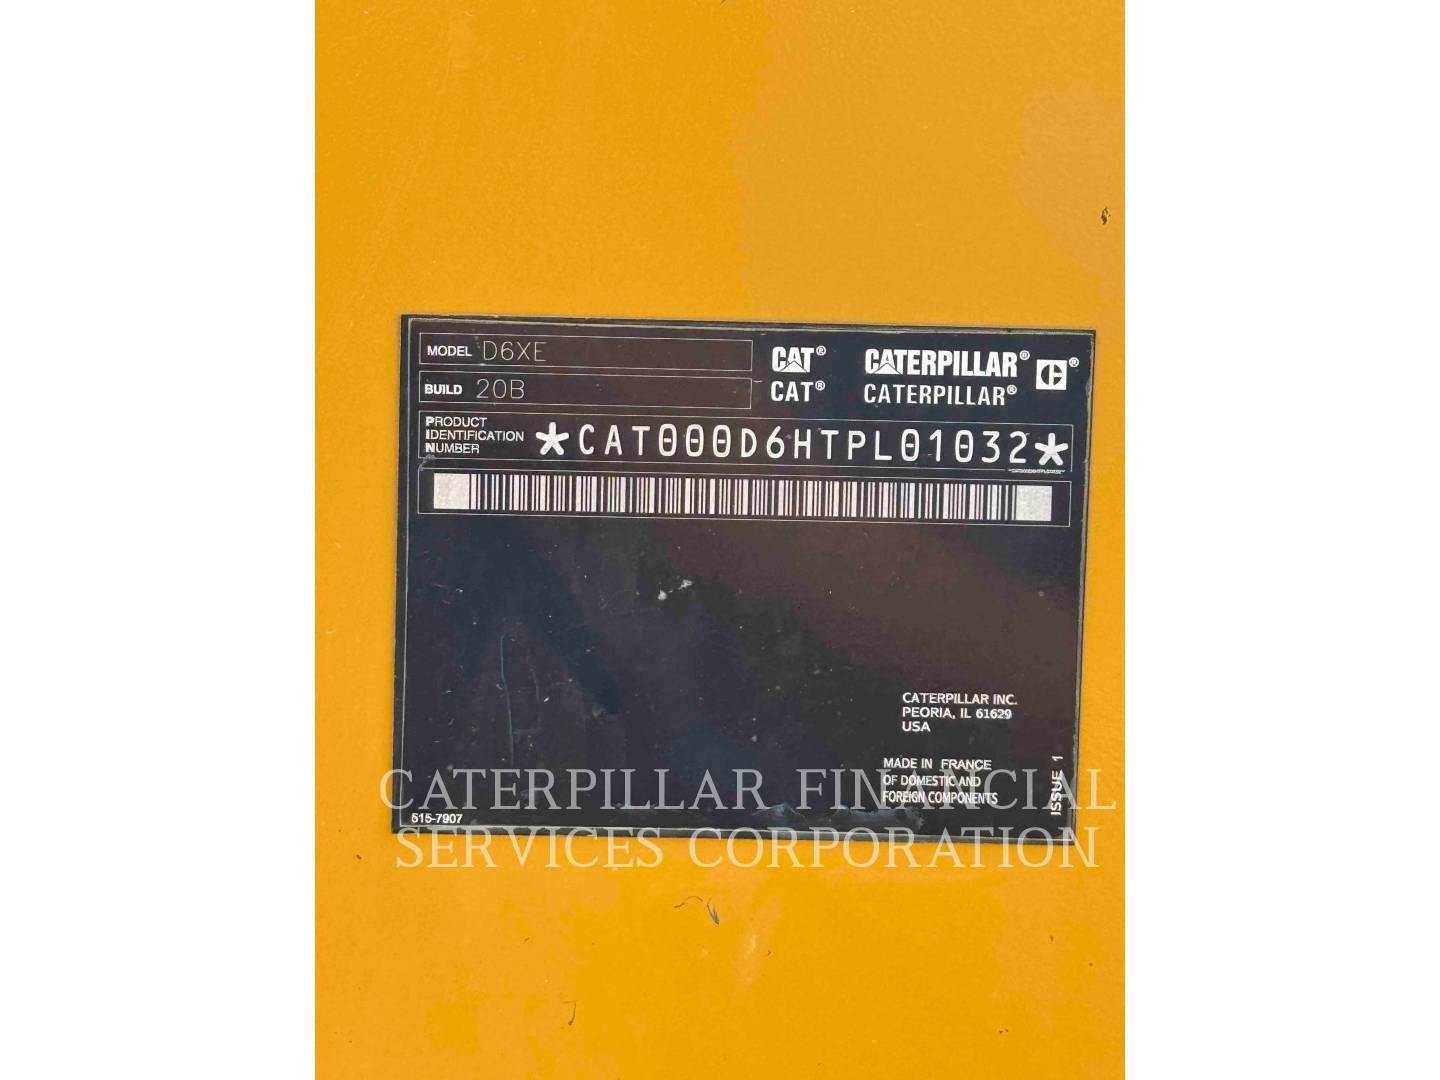 MODEL D6XE
BUILD 20B
CAT® CATERPILLAR® C®
CAT® CATERPILLAR®
PRODUCT
IDENTIFICATION
NUMBER
*CAT000D6HTPL01032*
CATERPILLAR INC.
PEORIA, IL 61629
USA
MADE IN FRANCE
OF DOMESTIC AND
FOREIGN COMPONENTS
ISSUE 1
515-7907
CATERPILLAR FINANCIAL
SERVICES CORPORATION